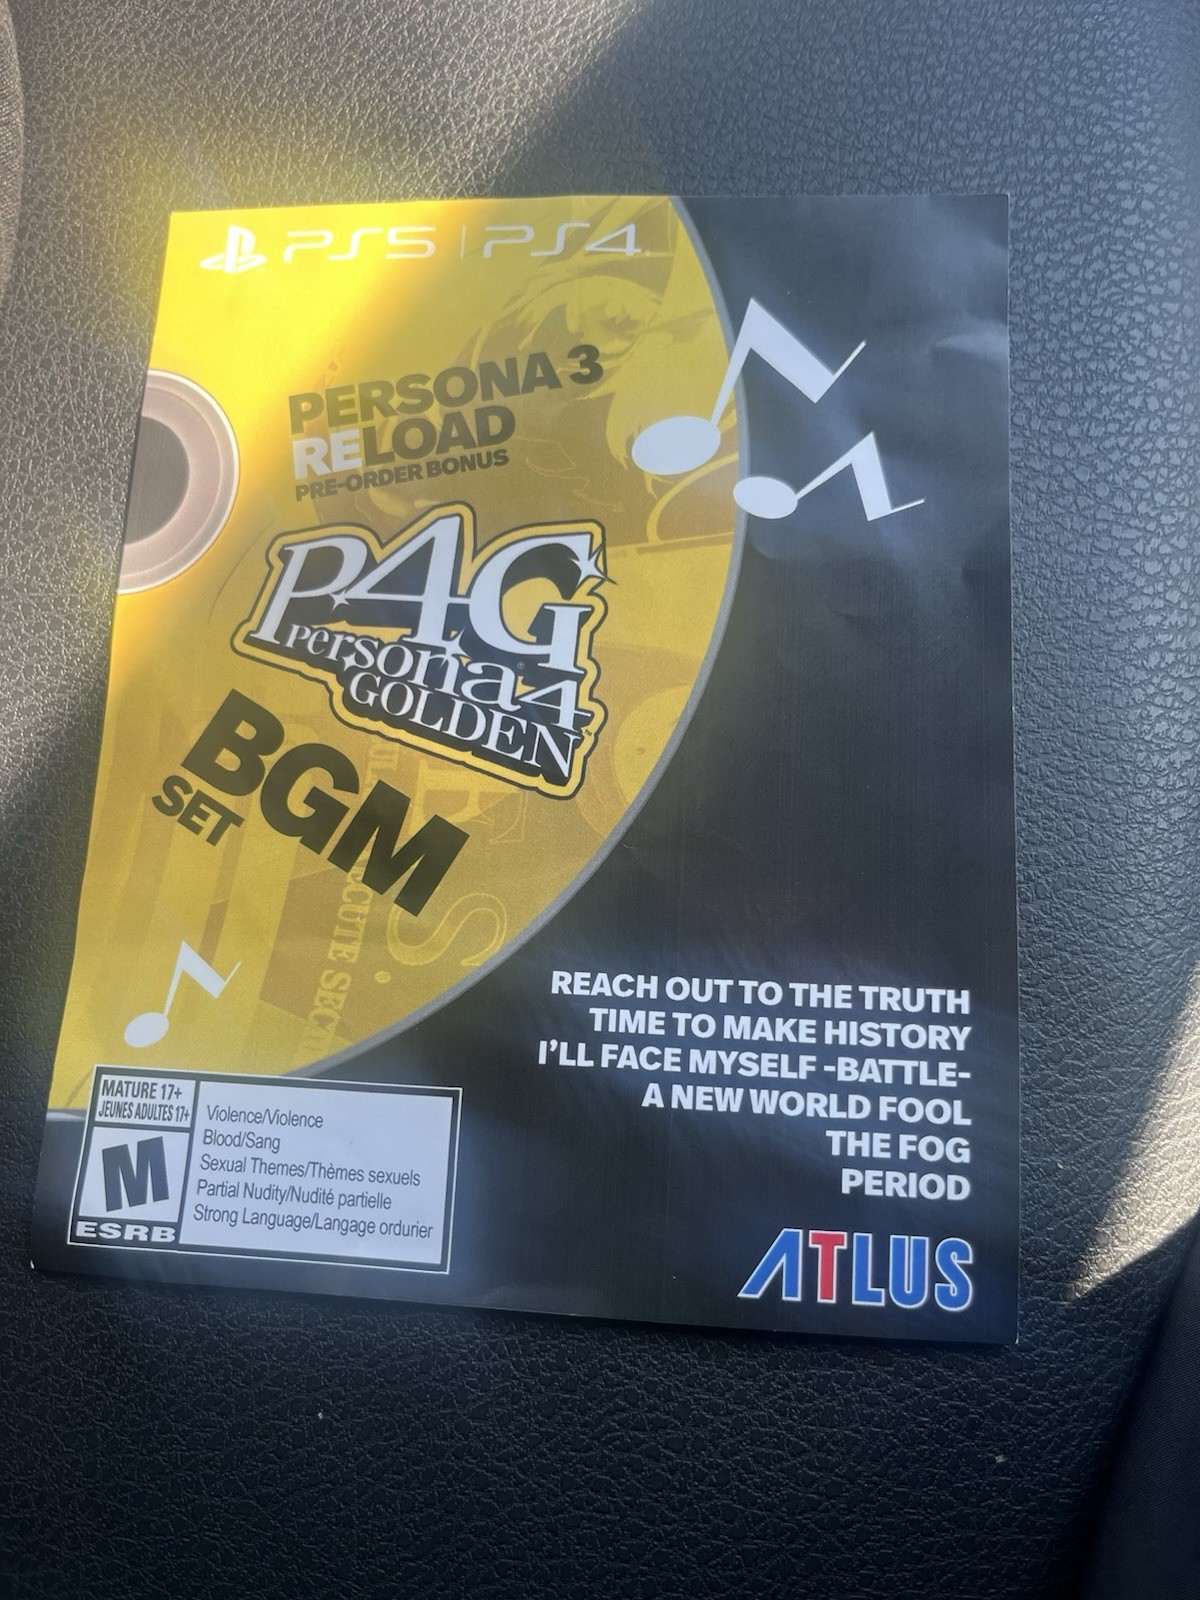 PS5 | PS4
PERSONA 3
RELOAD
PRE-ORDER BONUS
P4G
persona4
GOLDEN
BGM
SET
CUTE SEC
REACH OUT TO THE TRUTH
TIME TO MAKE HISTORY
I'LL FACE MYSELF -BATTLE-
A NEW WORLD FOOL
THE FOG
PERIOD
MATURE 17+
JEUNES ADULTES 17+
M
ESRB
Violence/Violence
Blood/Sang
Sexual Themes/Thèmes sexuels
Partial Nudity/Nudité partielle
Strong Language/Langage ordurier
ATLUS